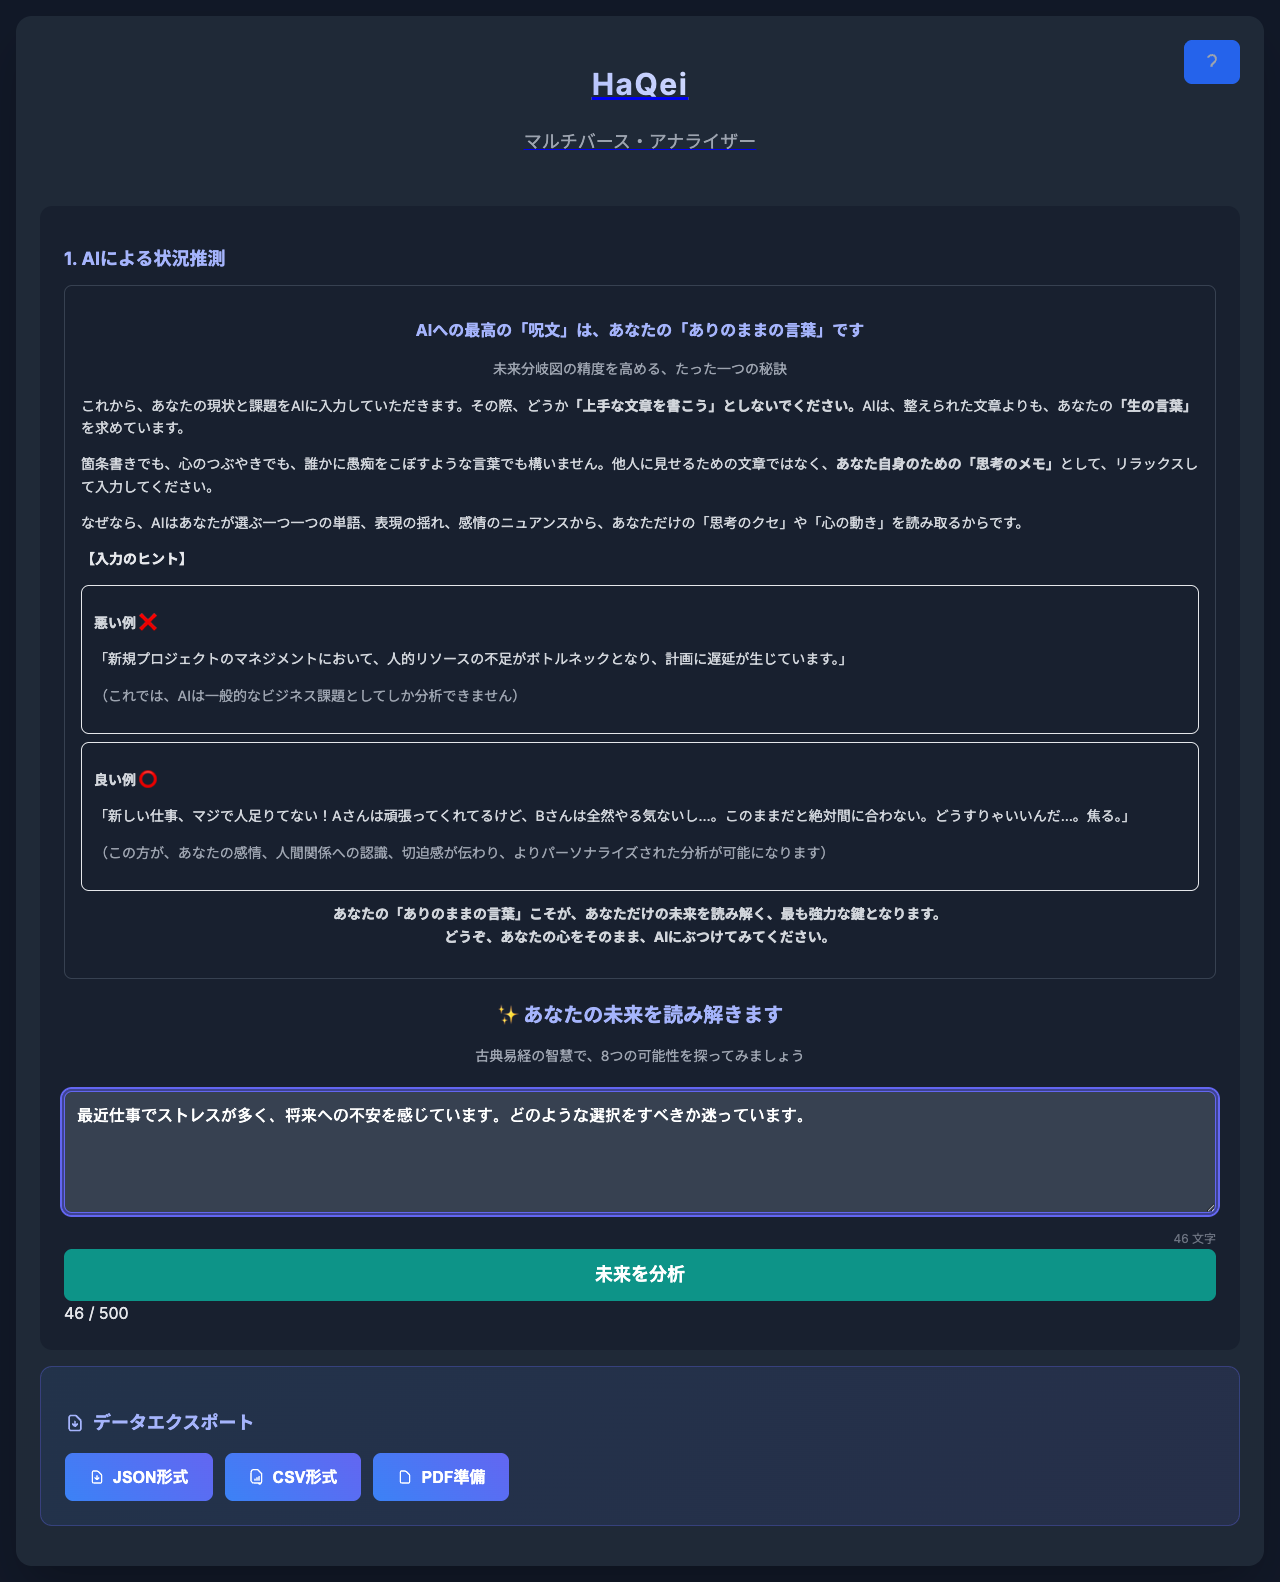 ?
HaQei
マルチバース・アナライザー
1. AIによる状況推測
AIへの最高の「呪文」は、あなたの「ありのままの言葉」です
未来分岐図の精度を高める、たった一つの秘訣
これから、あなたの現状と課題をAIに入力していただきます。その際、どうか「上手な文章を書こう」としないでください。AIは、整えられた文章よりも、あなたの「生の言葉」
を求めています。
箇条書きでも、心のつぶやきでも、誰かに愚痴をこぼすような言葉でも構いません。他人に見せるための文章ではなく、あなた自身のための「思考のメモ」として、リラックスし
て入力してください。
なぜなら、AIはあなたが選ぶ一つ一つの単語、表現の揺れ、感情のニュアンスから、あなただけの「思考のクセ」や「心の動き」を読み取るからです。
【入力のヒント】
悪い例❌
「新規プロジェクトのマネジメントにおいて、人的リソースの不足がボトルネックとなり、計画に遅延が生じています。」
（これでは、AIは一般的なビジネス課題としてしか分析できません）
良い例⭕
「新しい仕事、マジで人足りてない！Aさんは頑張ってくれてるけど、Bさんは全然やる気ないし…。このままだと絶対間に合わない。どうすりゃいいんだ…。焦る。」
（この方が、あなたの感情、人間関係への認識、切迫感が伝わり、よりパーソナライズされた分析が可能になります）
あなたの「ありのままの言葉」こそが、あなただけの未来を読み解く、最も強力な鍵となります。
どうぞ、あなたの心をそのまま、AIにぶつけてみてください。
✨ あなたの未来を読み解きます
古典易経の智慧で、8つの可能性を探ってみましょう
最近仕事でストレスが多く、将来への不安を感じています。どのような選択をすべきか迷っています。
46 文字
未来を分析
46 / 500
データエクスポート
JSON形式
CSV形式
PDF準備